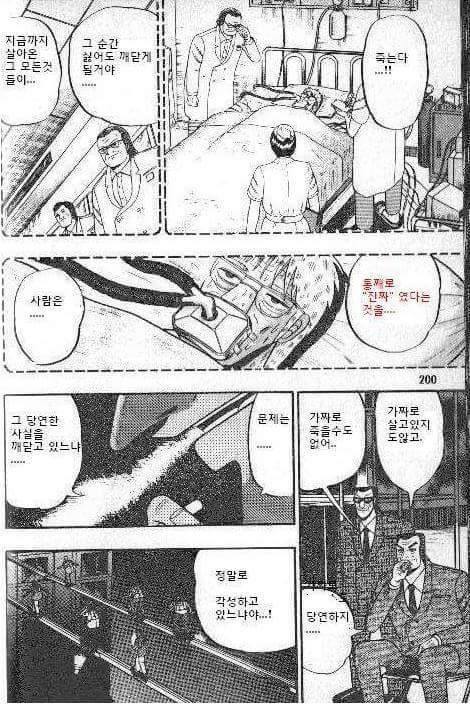 죽는다
...!!
그 순간
싫어도 깨닫게
될거야
.....
지금까지
살아온
그 모든것
들이...
통째로
"진짜" 였다는
것을....
사람은
.....
200
가짜로
살고있지
도않고.
가짜로
죽을수도
없어..
당연하지
.....
문제는
.....
그 당연한
사실을
깨닫고 있느냐
.....
정말로
각성하고
있느냐야...!